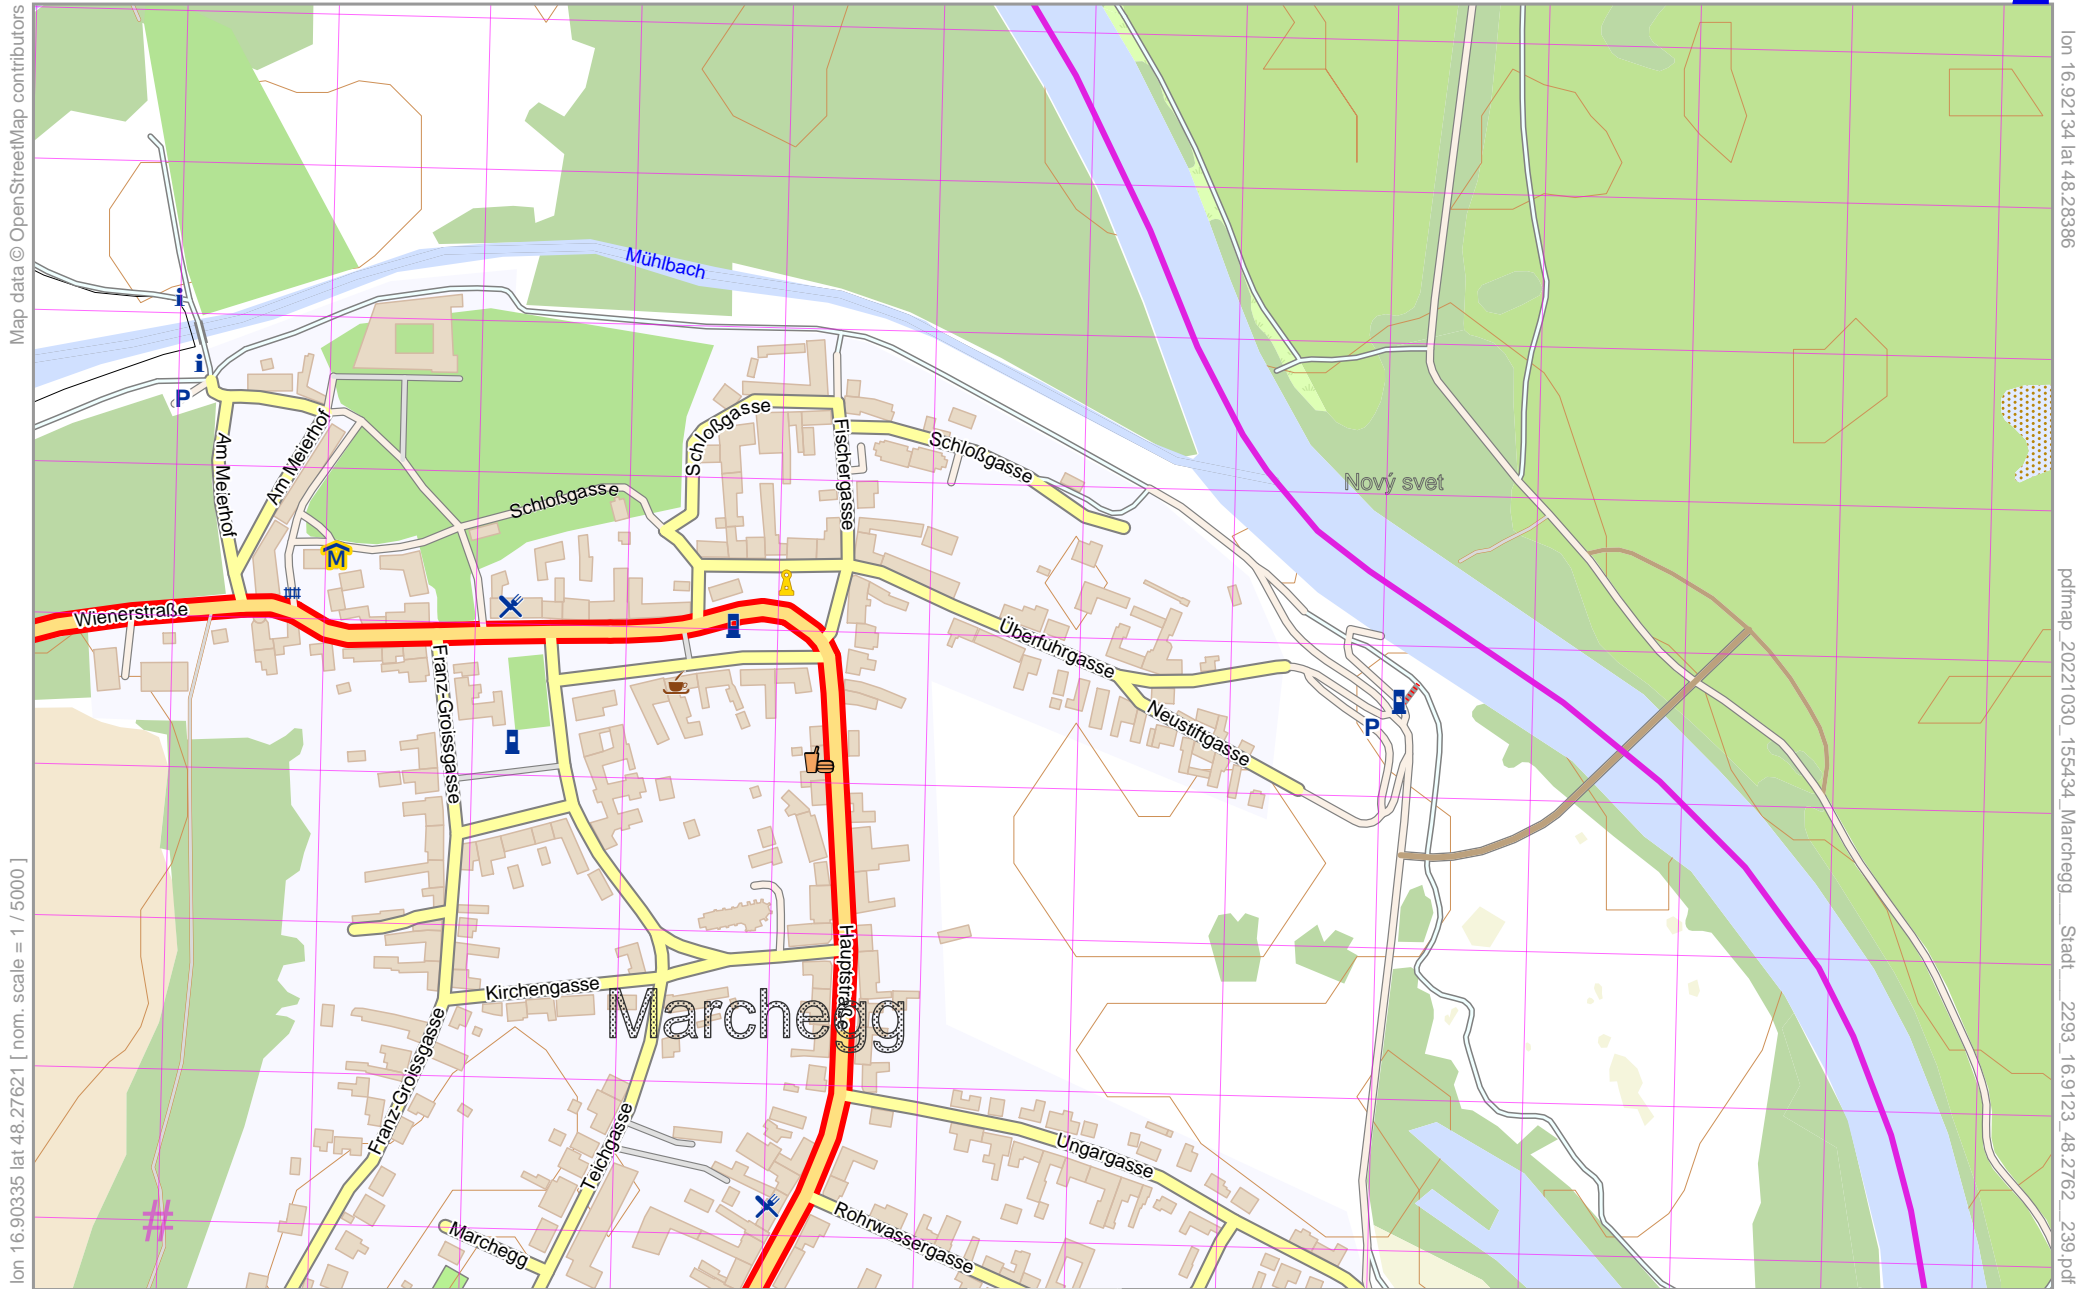 Map data © OpenStreetMap contributors
lon 16.92134 lat 48.28386
Mühlbach
i
i
P
Am Meierhof
Am Meierhof
Schloßgasse
Fischergasse
Schloßgasse
Schloßgasse
Nový svet
M
Wienerstraße
Überfuhrgasse
Franz-Groissgasse
Neustiftgasse
P
Hauptstraße
Kirchengasse
Marchegg
Franz-Groissgasse
Teichgasse
Ungargasse
#
Marchegg
Rohrwassergasse
lon 16.90335 lat 48.27621 [ nom. scale = 1 / 5000 ]
pdfmap_20221030_155434_Marchegg___Stadt___2293_16.9123_48.2762__239.pdf